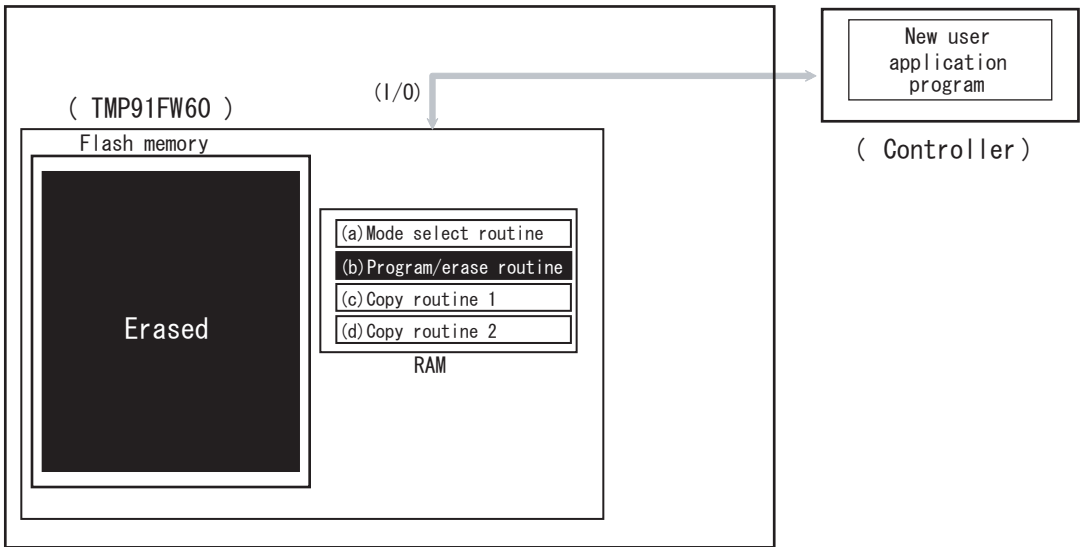 New user
application
program
( Controller )
(I/O)
( TMP91FW60 )
Flash memory
Erased
(a)Mode select routine
(b)Program/erase routine
(c)Copy routine 1
(d)Copy routine 2
RAM